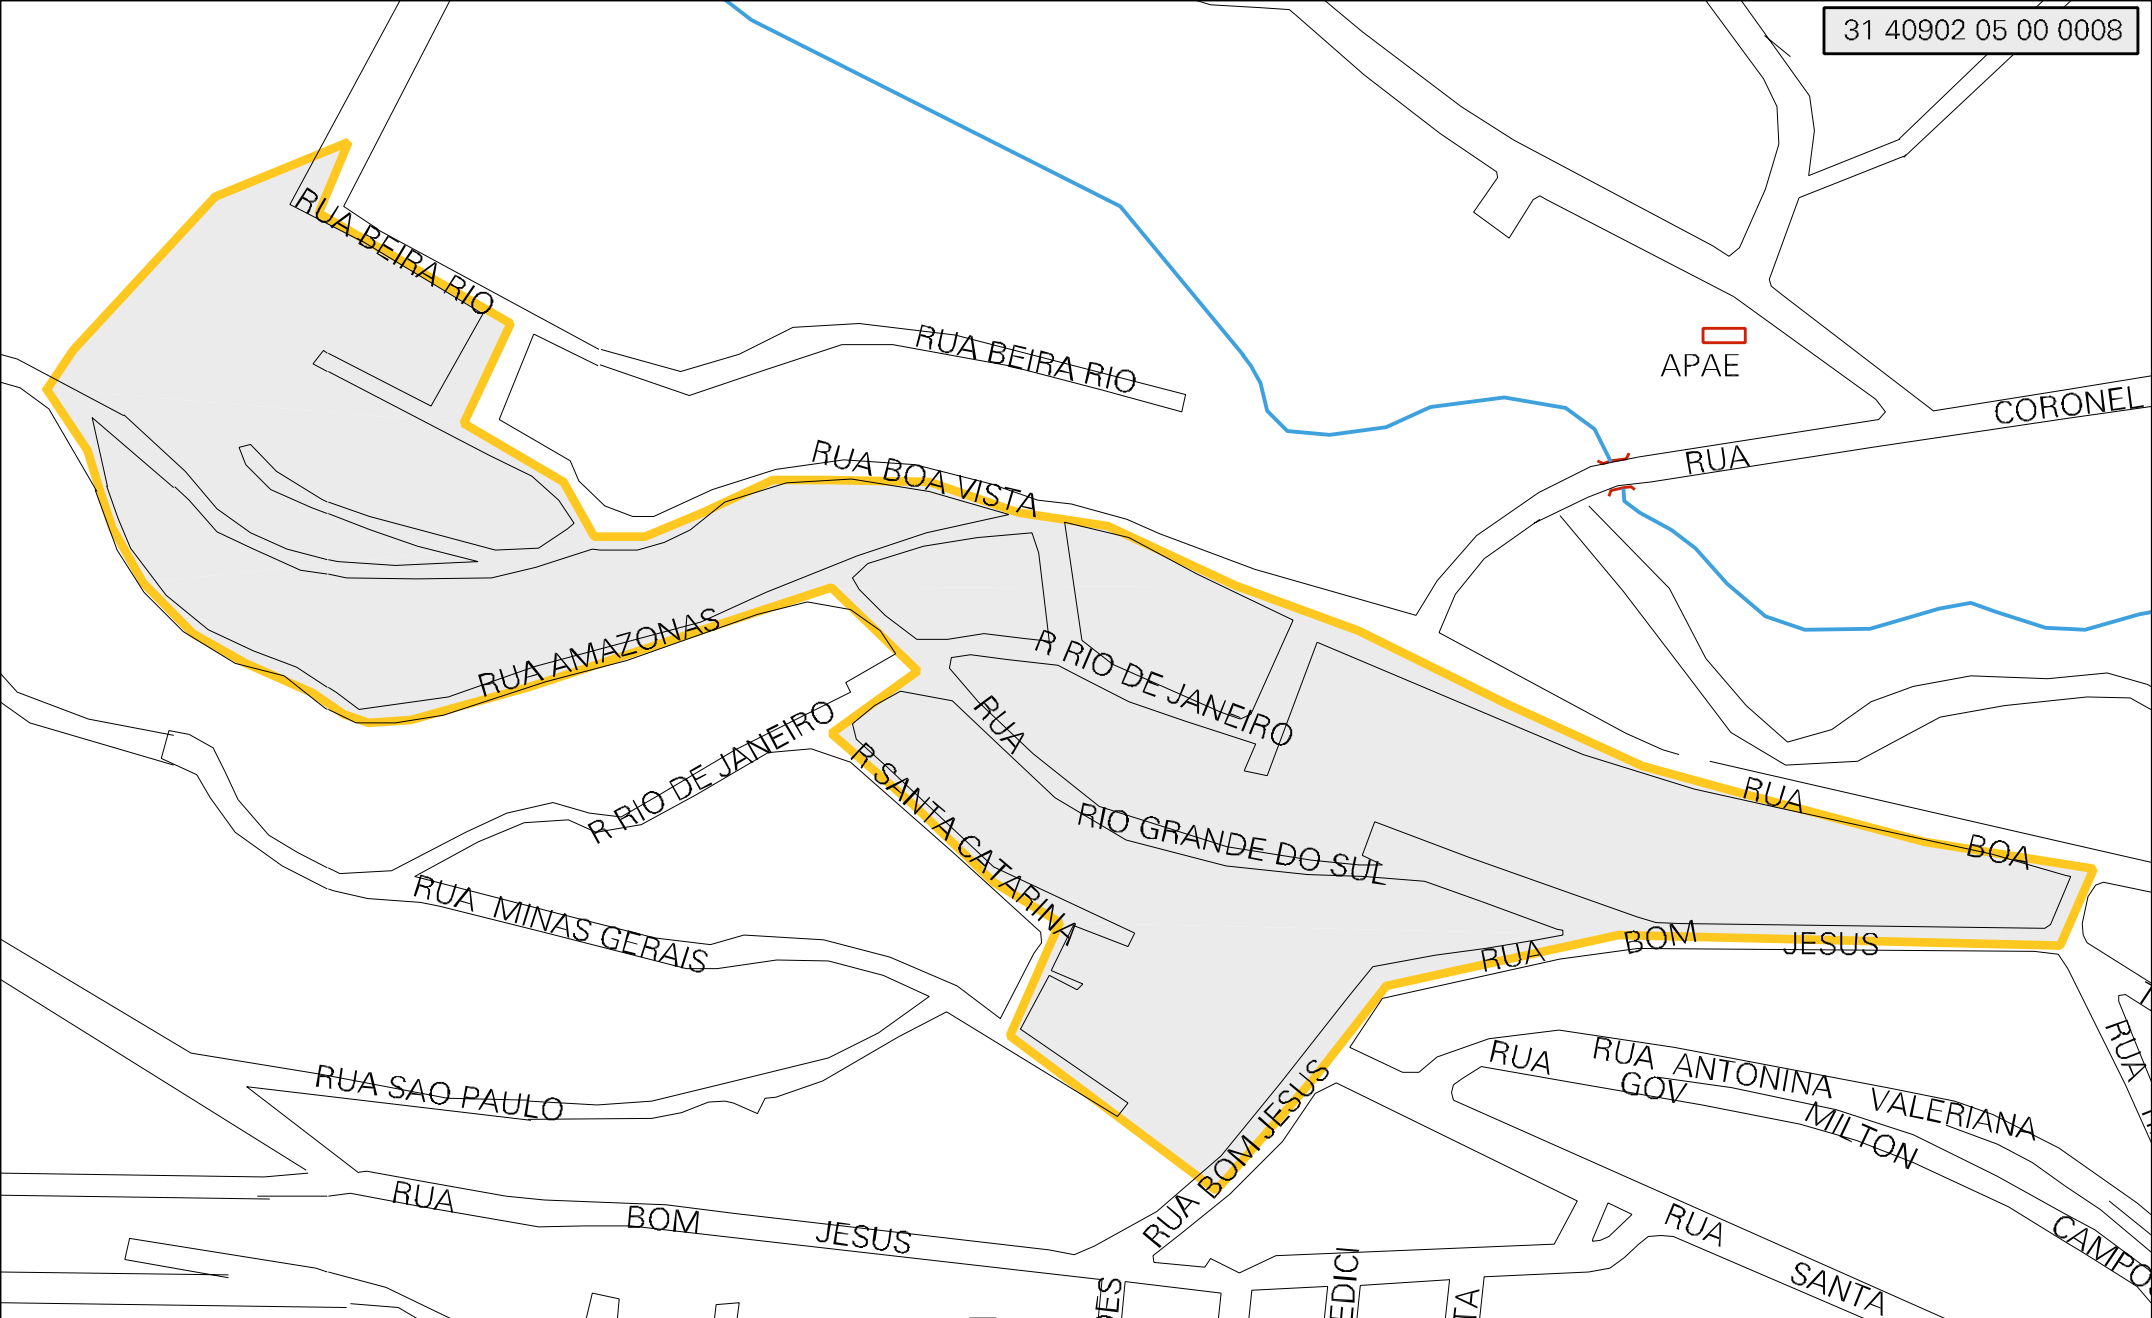 31 40902 05 00 0008
RUA BEIRA RIO
RUA BEIRA RIO
APAE
CORONEL
RUA
RUA BOA VISTA
RUA AMAZONAS
R RIO DE JANEIRO
RUA
R RIO DE JANEIRO
R SANTA CATARINA
RIO GRANDE DO SUL
RUA
BOA
RUA MINAS GERAIS
RUA
BOM
JESUS
RUA
RUA ANTONINA VALERIANA
RUA
GOV
MILTON
CAMPO
RUA SAO PAULO
RUA BOM JESUS
RUA
BOM
JESUS
RUA
SANTA
EDICI
TA